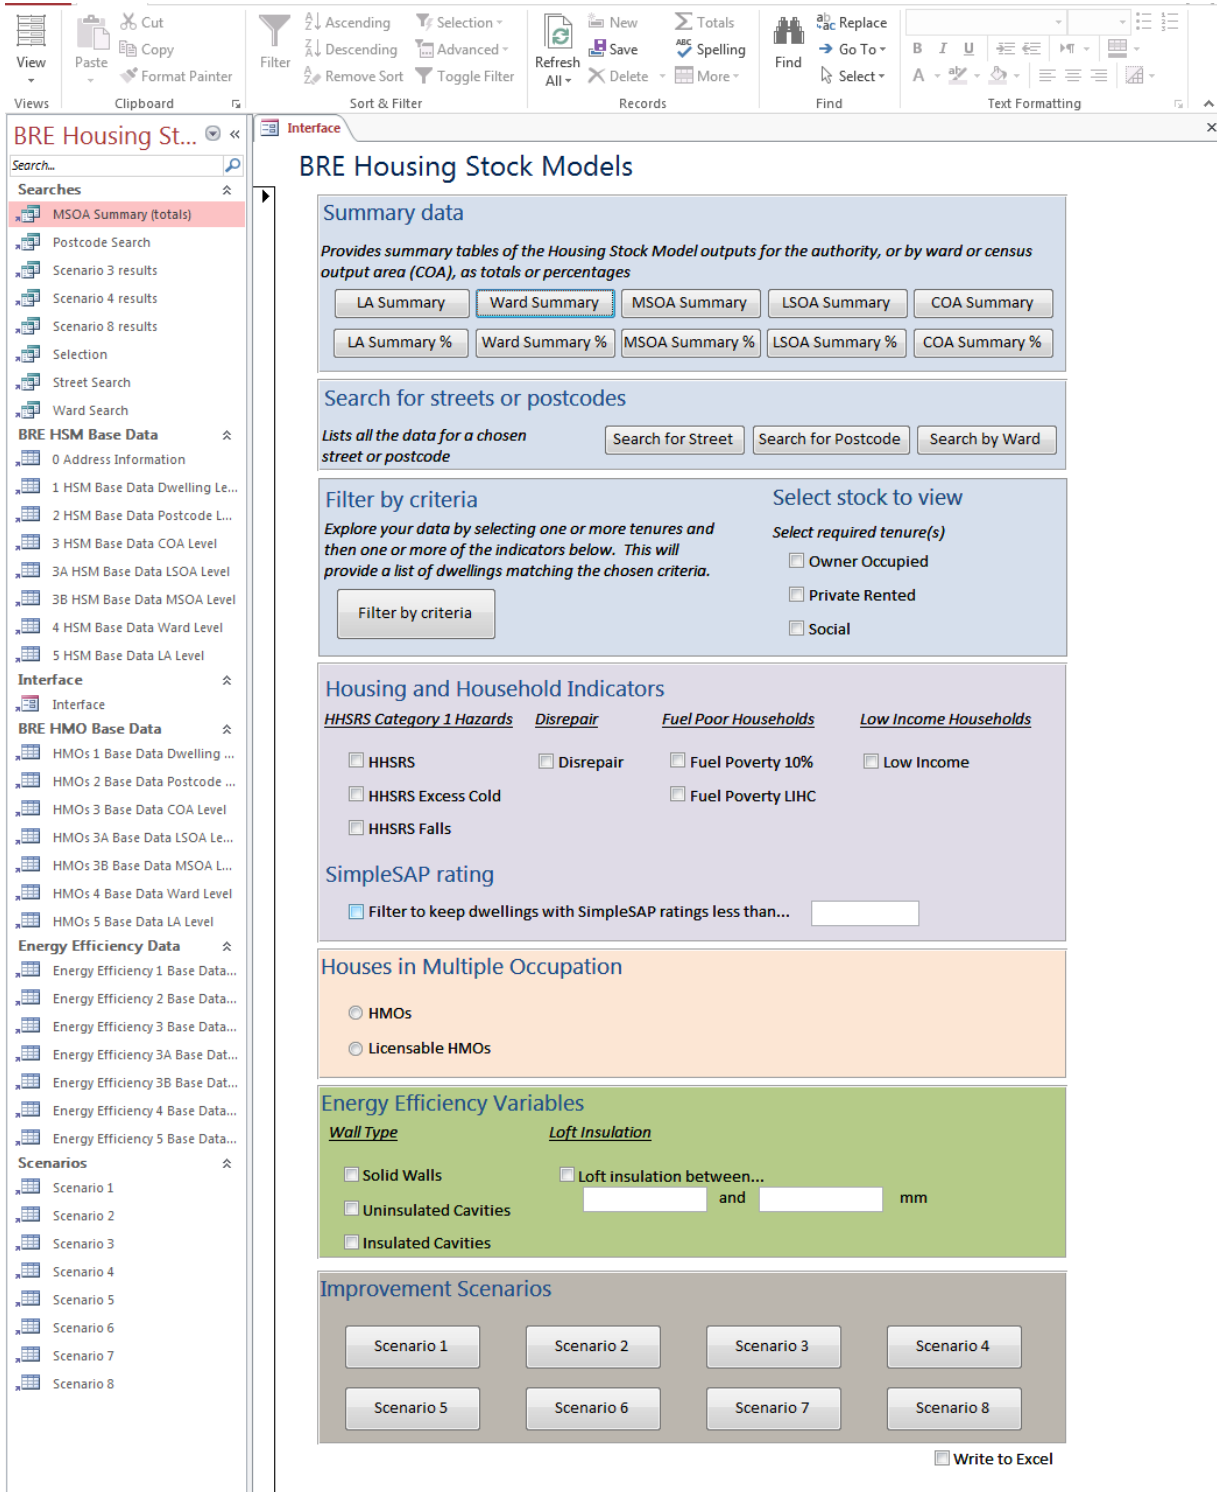 Cut
Ascending
Selection
New
Totals
Replace
Copy
Descending
Advanced
Save
Spelling
Go To
View
Paste
Format Painter
Filter
Remove Sort
Toggle Filter
Refresh
All
Delete
More
Find
Select
B I U
A
Views
Clipboard
Sort & Filter
Records
Find
Text Formatting
BRE Housing St...
Search...
Searches
MSOA Summary (totals)
Postcode Search
Scenario 3 results
Scenario 4 results
Scenario 8 results
Selection
Street Search
Ward Search
BRE HSM Base Data
0 Address Information
1 HSM Base Data Dwelling Le...
2 HSM Base Data Postcode L...
3 HSM Base Data COA Level
3A HSM Base Data LSOA Level
3B HSM Base Data MSOA Level
4 HSM Base Data Ward Level
5 HSM Base Data LA Level
Interface
Interface
BRE HMO Base Data
HMOs 1 Base Data Dwelling ...
HMOs 2 Base Data Postcode ...
HMOs 3 Base Data COA Level
HMOs 3A Base Data LSOA Le...
HMOs 3B Base Data MSOA L...
HMOs 4 Base Data Ward Level
HMOs 5 Base Data LA Level
Energy Efficiency Data
Energy Efficiency 1 Base Data...
Energy Efficiency 2 Base Data...
Energy Efficiency 3 Base Data...
Energy Efficiency 3A Base Dat...
Energy Efficiency 3B Base Dat...
Energy Efficiency 4 Base Data...
Energy Efficiency 5 Base Data...
Scenarios
Scenario 1
Scenario 2
Scenario 3
Scenario 4
Scenario 5
Scenario 6
Scenario 7
Scenario 8
Interface
BRE Housing Stock Models
Summary data
Provides summary tables of the Housing Stock Model outputs for the authority, or by ward or census
output area (COA), as totals or percentages
LA Summary
Ward Summary
MSOA Summary
LSOA Summary
COA Summary
LA Summary %
Ward Summary %
MSOA Summary %
LSOA Summary %
COA Summary %
Search for streets or postcodes
Lists all the data for a chosen
street or postcode
Search for Street
Search for Postcode
Search by Ward
Filter by criteria
Explore your data by selecting one or more tenures and
then one or more of the indicators below. This will
provide a list of dwellings matching the chosen criteria.
Filter by criteria
Select stock to view
Select required tenure(s)
Owner Occupied
Private Rented
Social
Housing and Household Indicators
HHSRS Category 1 Hazards
Disrepair
Fuel Poor Households
Low Income Households
HHSRS
Disrepair
Fuel Poverty 10%
Low Income
HHSRS Excess Cold
Fuel Poverty LIHC
HHSRS Falls
SimpleSAP rating
Filter to keep dwellings with SimpleSAP ratings less than...
Houses in Multiple Occupation
HMOs
Licensable HMOs
Energy Efficiency Variables
Wall Type
Loft Insulation
Solid Walls
Loft insulation between...
and
mm
Uninsulated Cavities
Insulated Cavities
Improvement Scenarios
Scenario 1
Scenario 2
Scenario 3
Scenario 4
Scenario 5
Scenario 6
Scenario 7
Scenario 8
Write to Excel